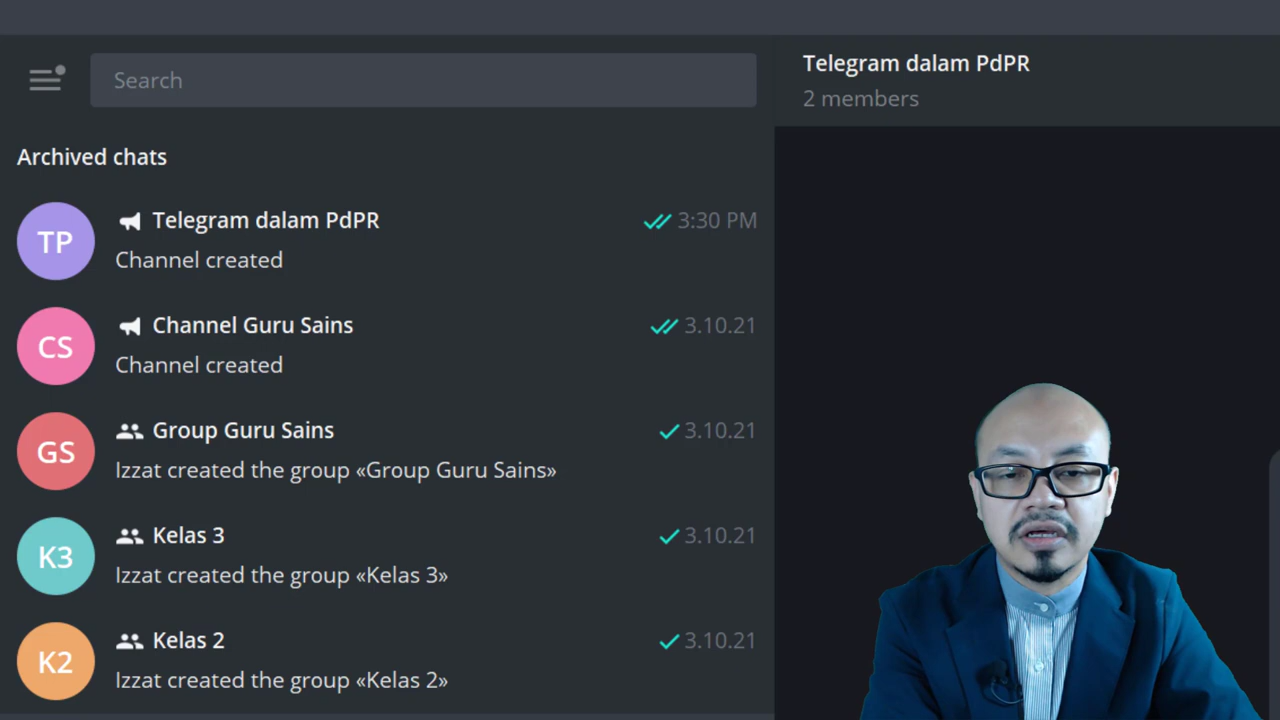 Search
Archived chats
TP
Telegram dalam PdPR
3:30 PM
Channel created
CS
Channel Guru Sains
3.10.21
Channel created
GS
Group Guru Sains
3.10.21
Izzat created the group «Group Guru Sains»
K3
Kelas 3
3.10.21
Izzat created the group «Kelas 3»
K2
Kelas 2
3.10.21
Izzat created the group «Kelas 2»
Telegram dalam PdPR
2 members